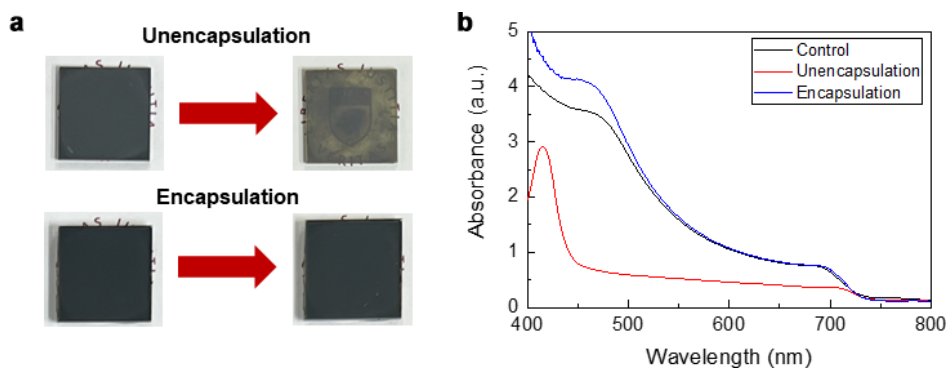 a
Unencapsulation
Encapsulation
b
Absorbance (a.u.)
5
4
3
2
1
0
Control
Unencapsulation
Encapsulation
400
500
600
700
800
Wavelength (nm)